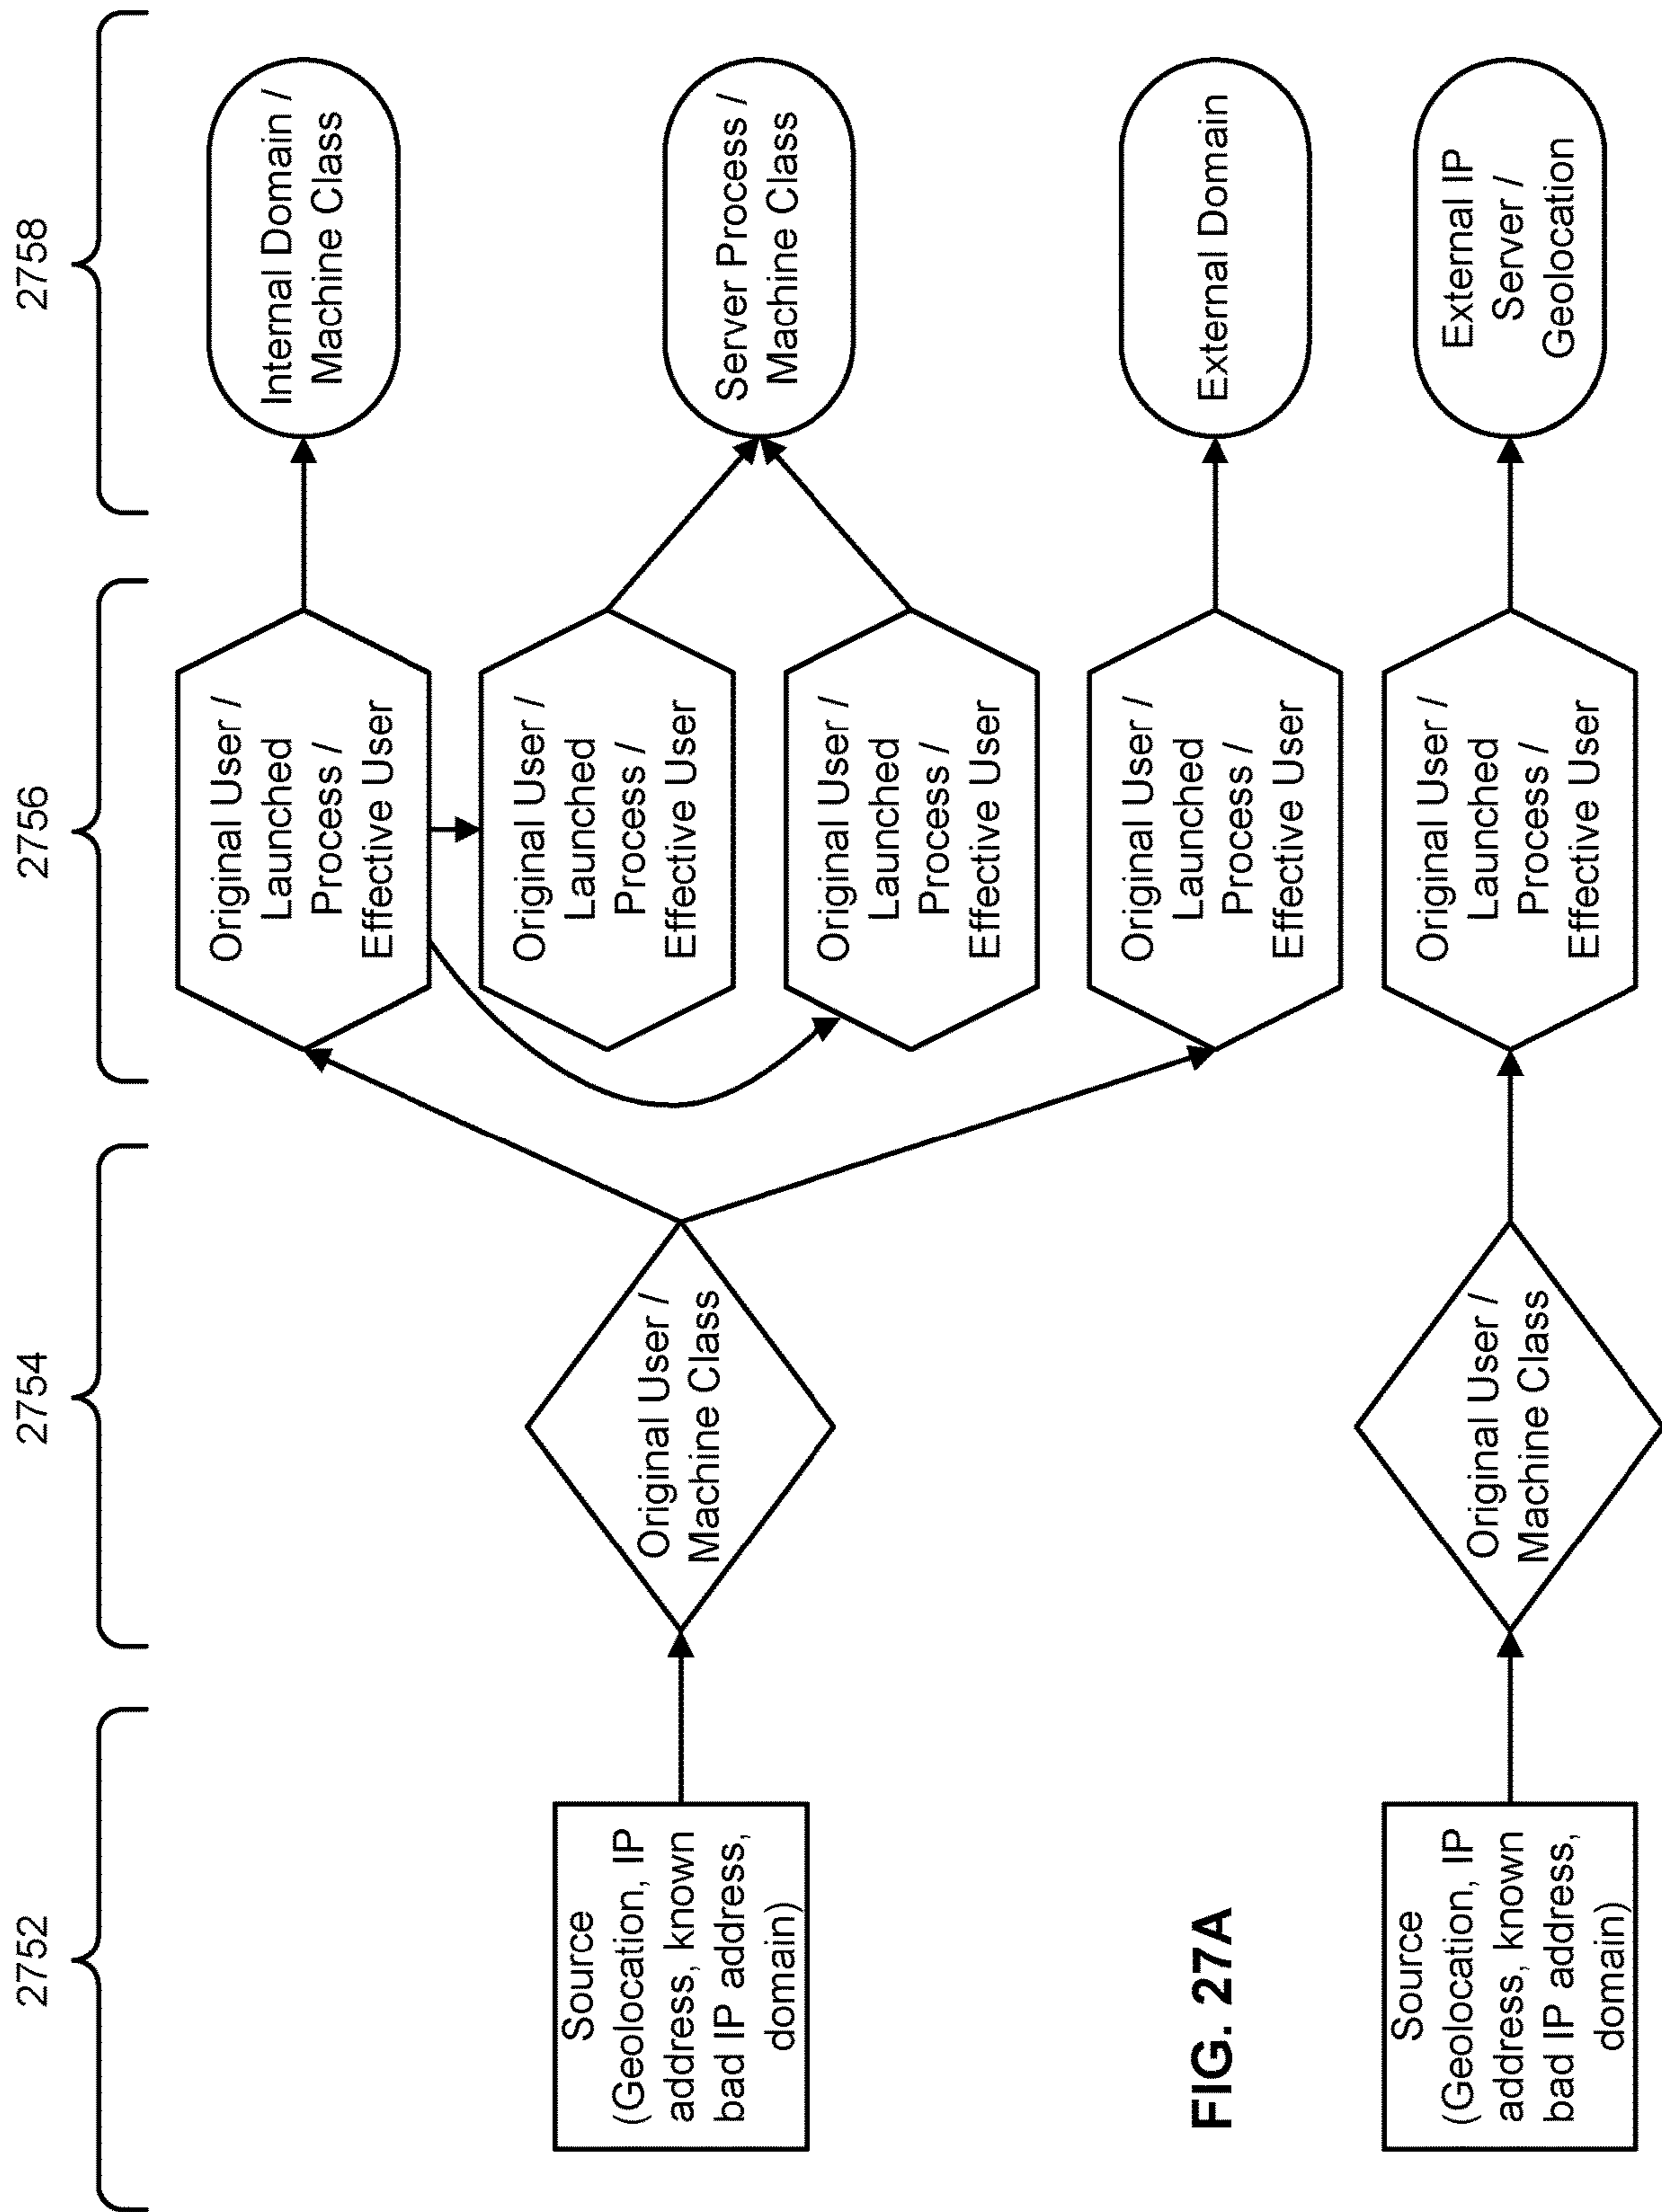 2752
2754
2756
2758
Source
(Geolocation, IP
address, known
bad IP address,
domain)
Original User /
Machine Class
Original User /
Launched
Process /
Effective User
Internal Domain /
Machine Class
Original User /
Launched
Process /
Effective User
Original User /
Launched
Process /
Effective User
Server Process /
Machine Class
Original User /
Launched
Process /
Effective User
External Domain
FIG. 27A
Source
(Geolocation, IP
address, known
bad IP address,
domain)
Original User /
Machine Class
Original User /
Launched
Process /
Effective User
External IP
Server /
Geolocation